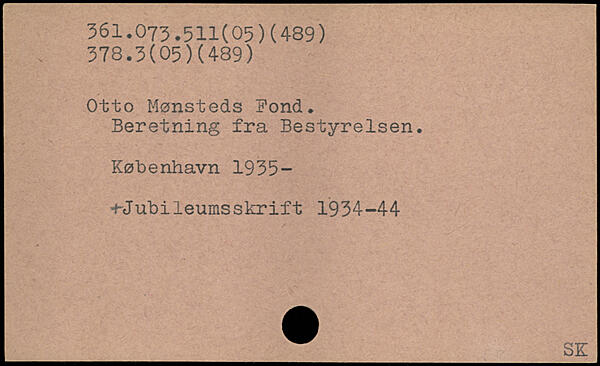 361.073.511(05)(489)
378.3(05)(489)
Otto Mønsteds Fond.
Beretning fra Bestyrelsen.
København 1935-
+Jubileumsskrift 1934-44
SK